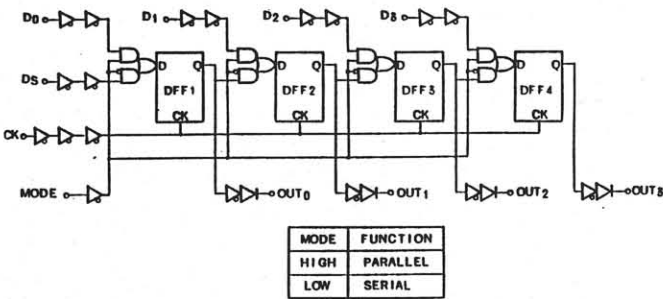 D0 D1 D2 D3
D Q D Q D Q D Q
DFF1 DFF2 DFF3 DFF4
DS
CK CK CK CK
CK
MODE OUT0 OUT1 OUT2 OUT3
MODE FUNCTION
HIGH PARALLEL
LOW SERIAL